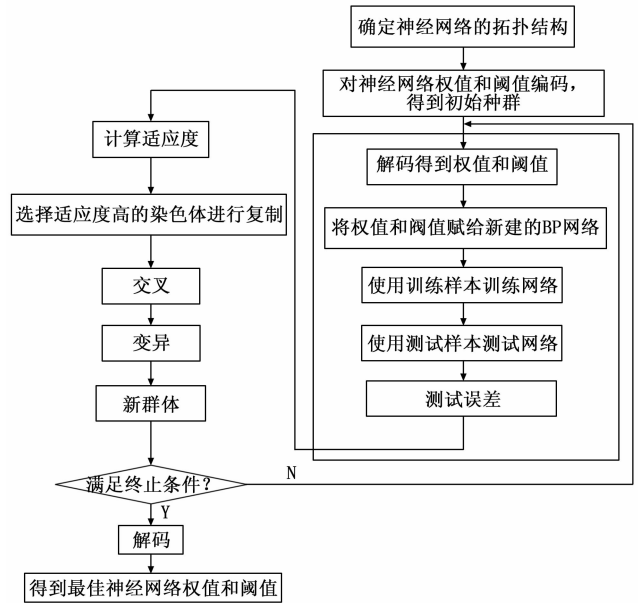 确定神经网络的拓扑结构
对神经网络权值和阈值编码，
得到初始种群
解码得到权值和阈值
将权值和阀值赋给新建的BP网络
使用训练样本训练网络
使用测试样本测试网络
测试误差
计算适应度
选择适应度高的染色体进行复制
交叉
变异
新群体
满足终止条件？
N
Y
解码
得到最佳神经网络权值和阈值